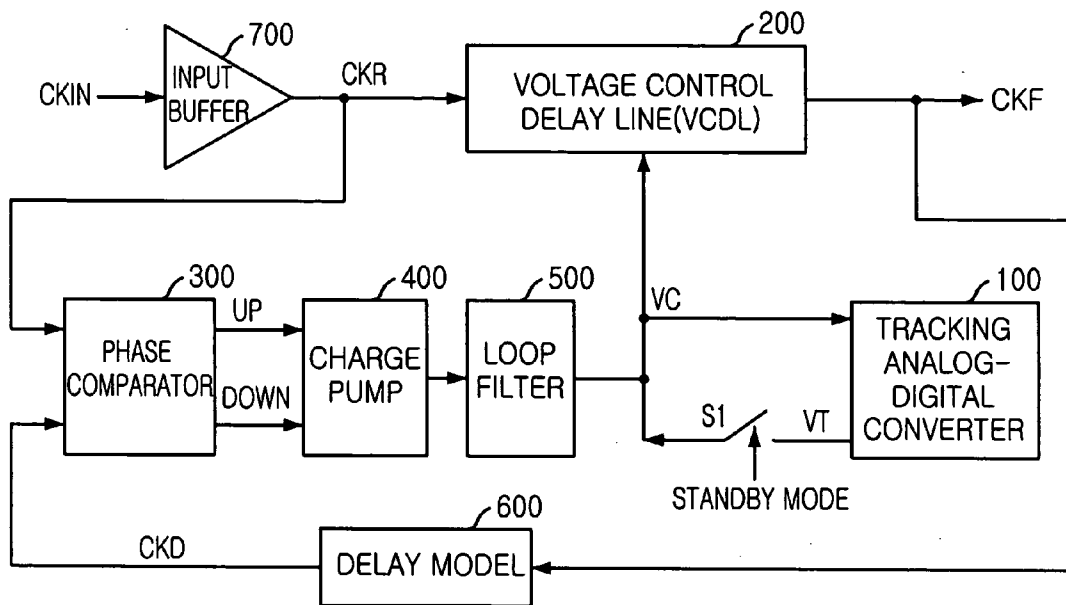 700
200
INPUT
BUFFER
CKIN
CKR
VOLTAGE CONTROL
DELAY LINE(VCDL)
CKF
300
UP
400
500
VC
100
PHASE
COMPARATOR
DOWN
CHARGE
PUMP
LOOP
FILTER
TRACKING
ANALOG-
DIGITAL
CONVERTER
S1
VT
STANDBY MODE
600
CKD
DELAY MODEL